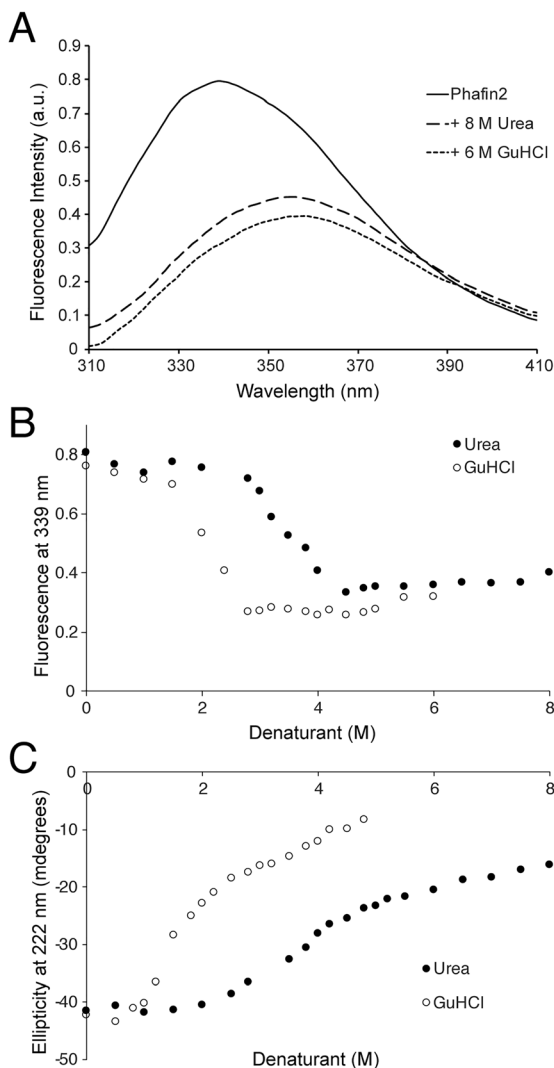 A
Fluorescence Intensity (a.u.)
0.9
0.8
0.7
0.6
0.5
0.4
0.3
0.2
0.1
0
310 330 350 370 390 410
Wavelength (nm)
Phafin2
+ 8 M Urea
+ 6 M GuHCl
B
Fluorescence at 339 nm
0.8
0.6
0.4
0.2
0
0 2 4 6 8
Denaturant (M)
Urea
GuHCl
C
Ellipticity at 222 nm (mdegrees)
0
-10
-20
-30
-40
-50
0 2 4 6 8
Urea
GuHCl
Denaturant (M)